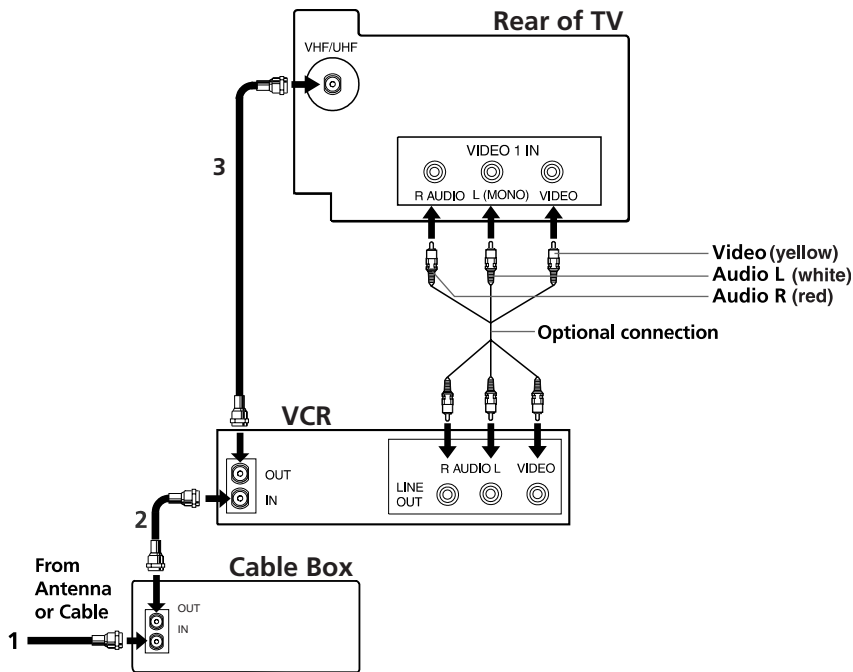 Rear of TV
VHF/UHF
3
VIDEO 1 IN
R AUDIO L (MONO) VIDEO
Video (yellow)
Audio L (white)
Audio R (red)
Optional connection
VCR
OUT
IN
R AUDIO L VIDEO
LINE
OUT
2
Cable Box
From
Antenna
or Cable
OUT
IN
1